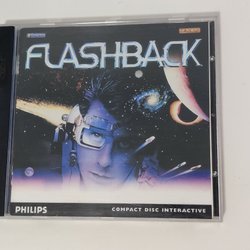 FLASHBACK
PHILIPS
COMPACT DISC INTERACTIVE